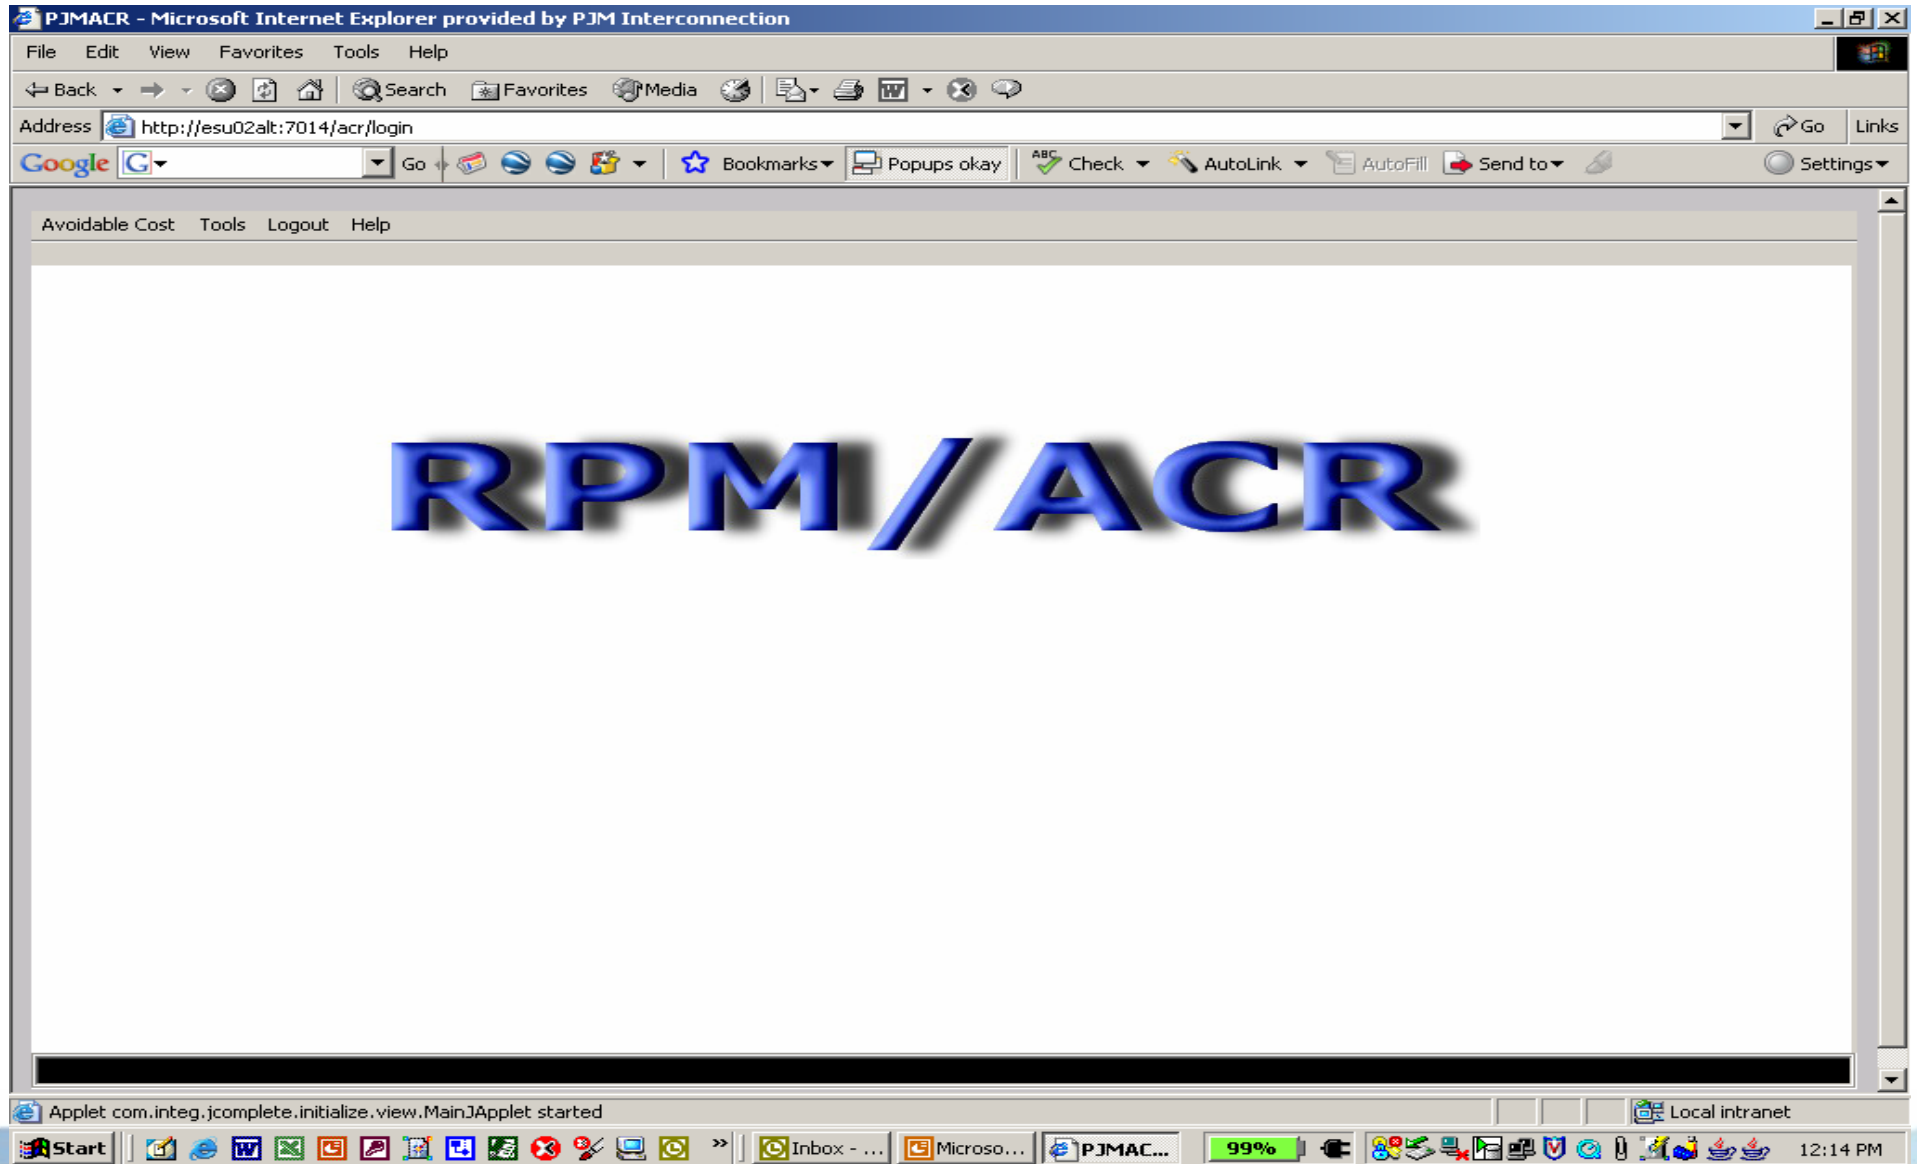 PJMACR - Microsoft Internet Explorer provided by PJM Interconnection
File Edit View Favorites Tools Help
Back Search Favorites Media
Address http://esu02alt:7014/acr/login Go Links
Google G Go Bookmarks Popups okay ABC Check AutoLink AutoFill Send to Settings
Avoidable Cost Tools Logout Help
RPM/ACR
Applet com.integ.jcomplete.initialize.view.MainJApplet started Local intranet
Start Inbox - ... Microso... PJMAC... 99% 12:14 PM